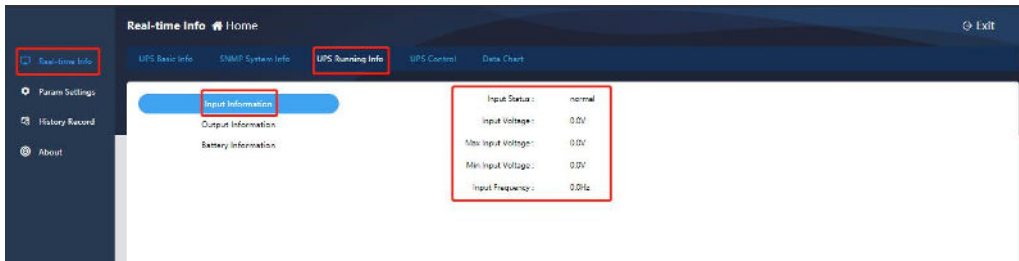 Real-time Info Home
Exit
Real-time Info
Param Settings
History Record
About
UPS Basic Info SNMP System Info UPS Running Info UPS Control Data Chart
Input Information
Output Information
Battery Information
Input Status : normal
Input Voltage : 0.0V
Max Input Voltage : 0.0V
Min Input Voltage : 0.0V
Input Frequency : 0.0Hz